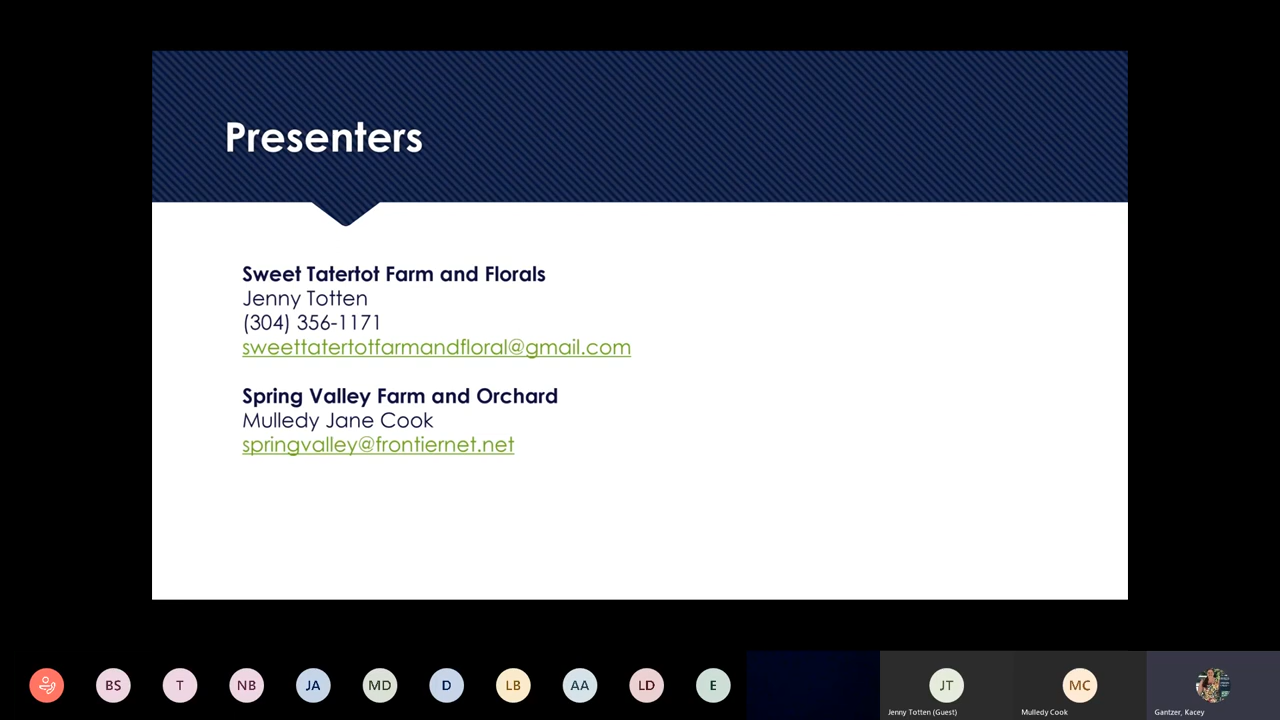 Presenters
Sweet Tatertot Farm and Florals
Jenny Totten
(304) 356-1171
sweettatertotfarmandfloral@gmail.com
Spring Valley Farm and Orchard
Mulledy Jane Cook
springvalley@frontiernet.net
BS T NB JA MD D LB AA LD E JT MC
Jenny Totten (Guest) Mulledy Cook Gantzer, Kacey